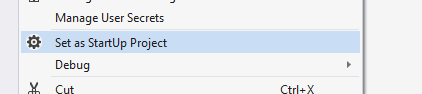 Manage User Secrets
Set as StartUp Project
Debug
Cut Ctrl+X